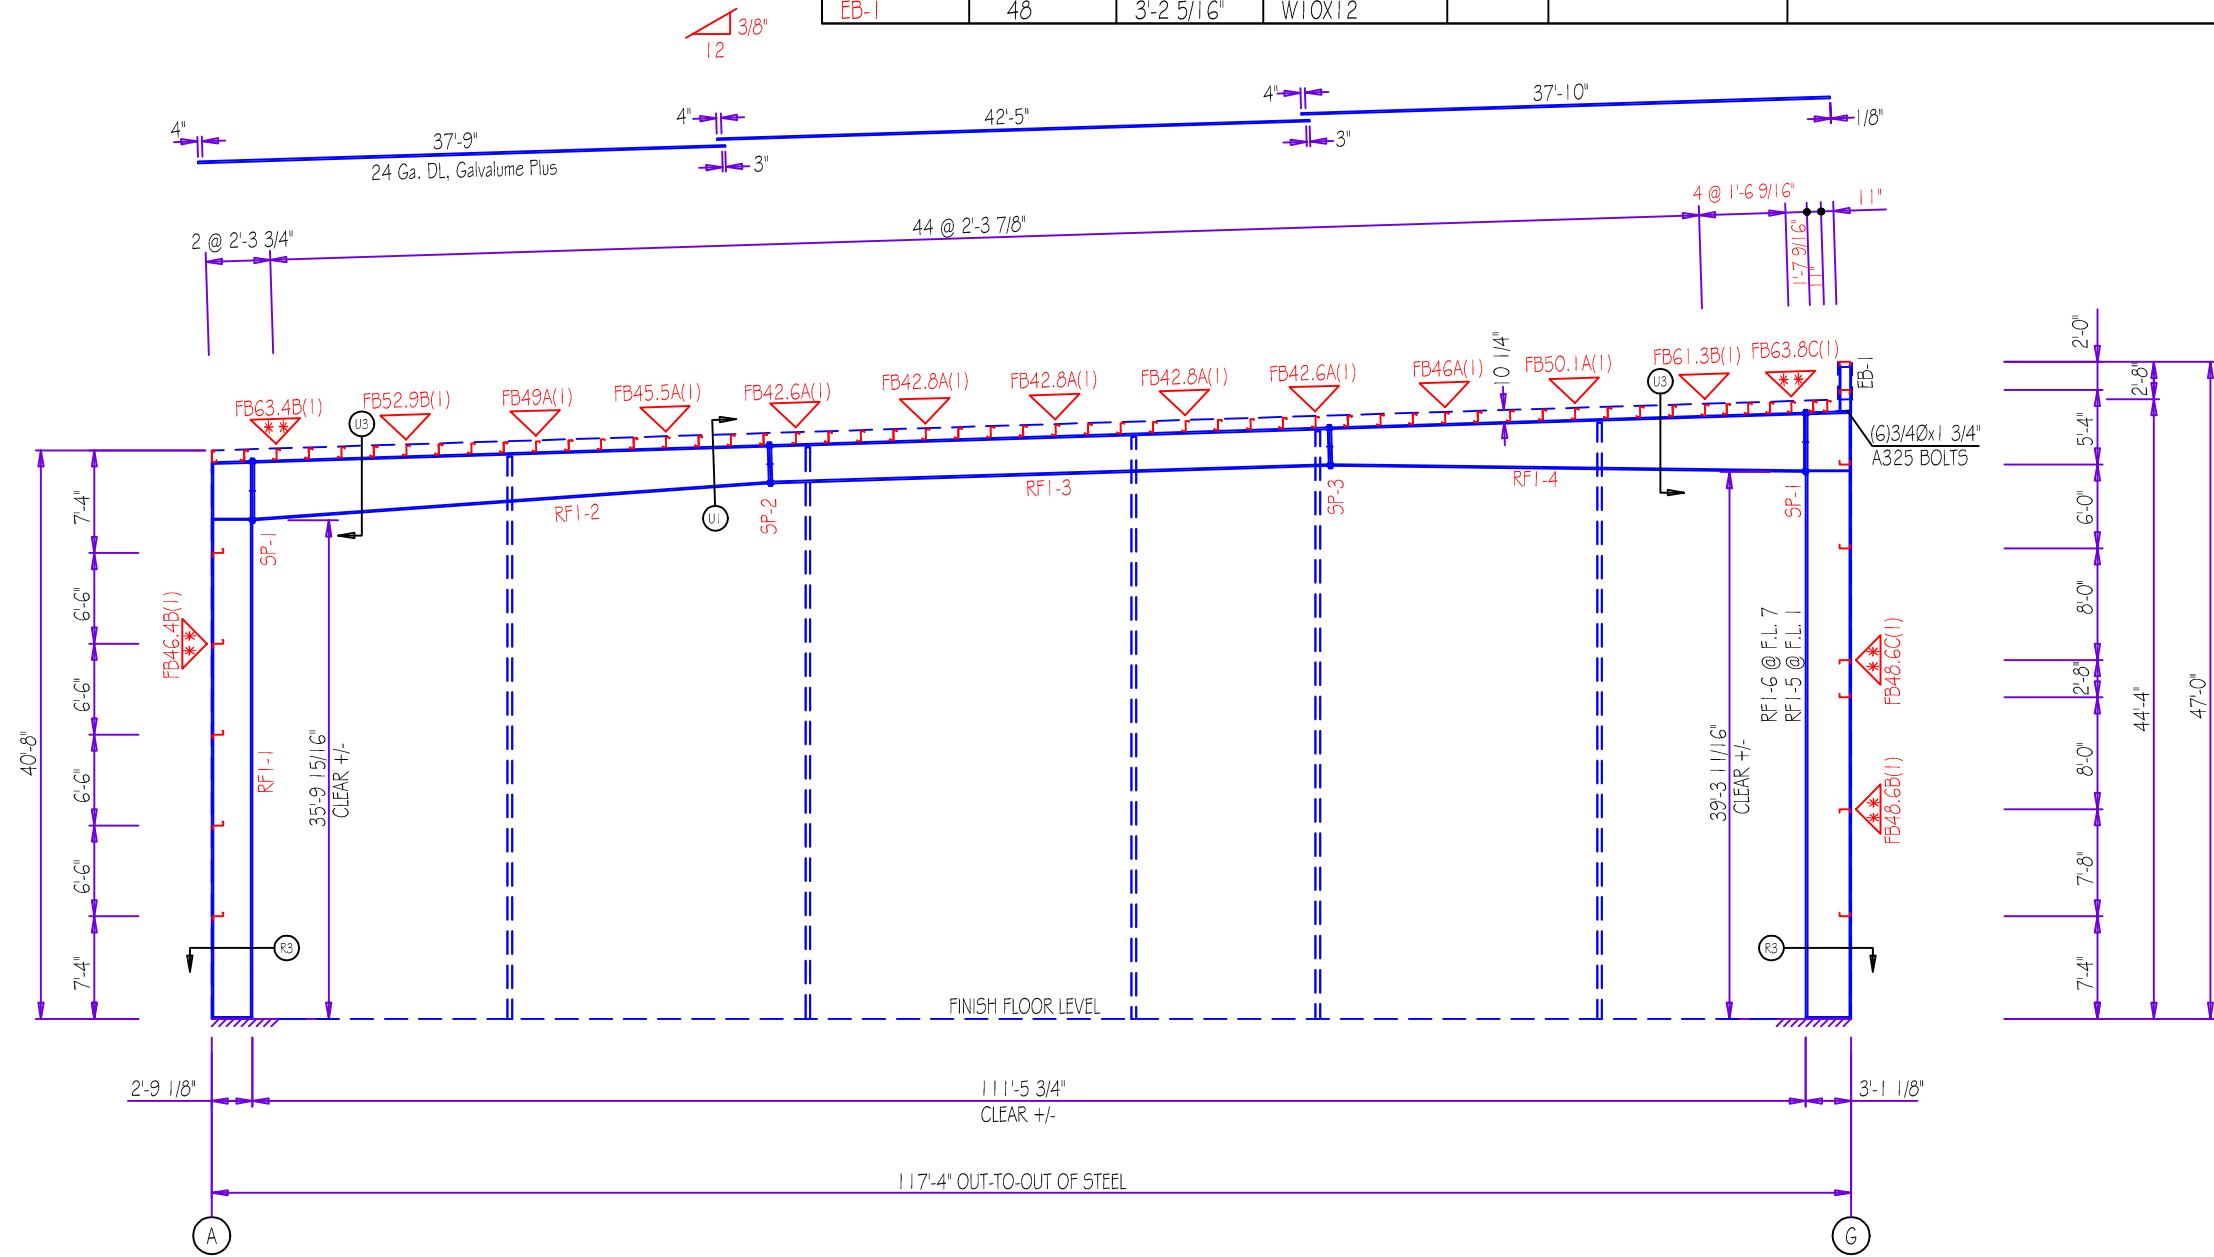 EB-1 48 3'-2 5/16" W10X12
3/8"
12
4" 37'-10"
4" 42'-5" 1/8"
4" 37'-9" 3"
24 Ga. DL, Galvalume Plus 3"
4 @ 1'-6 9/16" 11"
2 @ 2'-3 3/4" 44 @ 2'-3 7/8" 1'-7 9/16" 11"
FB63.4B(1) FB52.9B(1) FB49A(1) FB45.5A(1) FB42.6A(1) FB42.8A(1) FB42.8A(1) FB42.8A(1) FB42.6A(1) FB46A(1) 10 1/4" FB50.1A(1) FB61.3B(1) FB63.8C(1)
** **
U3 U3
EB-1
2'-0"
2'-8"
(6)3/4Øx1 3/4"
A325 BOLTS
5'-4"
7'-4"
RF1-2 RF1-3 RF1-4
SP-1 U1 SP-2 SP-3 SP-1
6'-0"
6'-6"
FB46.4B(1)
**
8'-0"
FB48.6C(1)
**
RF1-6 @ F.L. 7
RF1-5 @ F.L. 1
6'-6"
2'-8"
40'-8"
44'-4"
47'-0"
RF1-1
35'-9 15/16"
CLEAR +/-
39'-3 11/16"
CLEAR +/-
6'-6"
8'-0"
FB48.6B(1)
**
6'-6"
7'-8"
R3 R3
7'-4" 7'-4"
FINISH FLOOR LEVEL
2'-9 1/8" 111'-5 3/4" 3'-1 1/8"
CLEAR +/-
117'-4" OUT-TO-OUT OF STEEL
A G